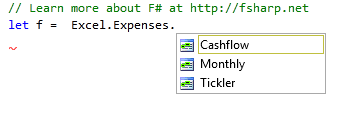 // Learn more about F# at http://fsharp.net
let f =  Excel.Expenses.
Cashflow
Monthly
Tickler